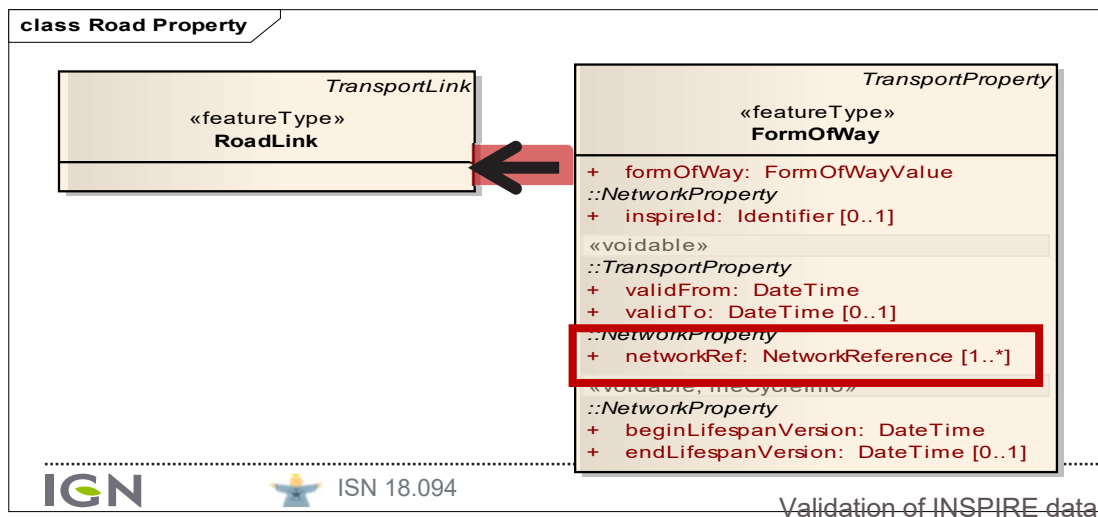 class Road Property
TransportLink
«featureType»
RoadLink
TransportProperty
«featureType»
FormOfWay
+ formOfWay: FormOfWayValue
::NetworkProperty
+ inspireId: Identifier [0..1]
«voidable»
::TransportProperty
+ validFrom: DateTime
+ validTo: DateTime [0..1]
::NetworkProperty
+ networkRef: NetworkReference [1..*]
«voidable, lifeCycleInfo»
::NetworkProperty
+ beginLifespanVersion: DateTime
+ endLifespanVersion: DateTime [0..1]
IGN
ISN 18.094
Validation of INSPIRE data